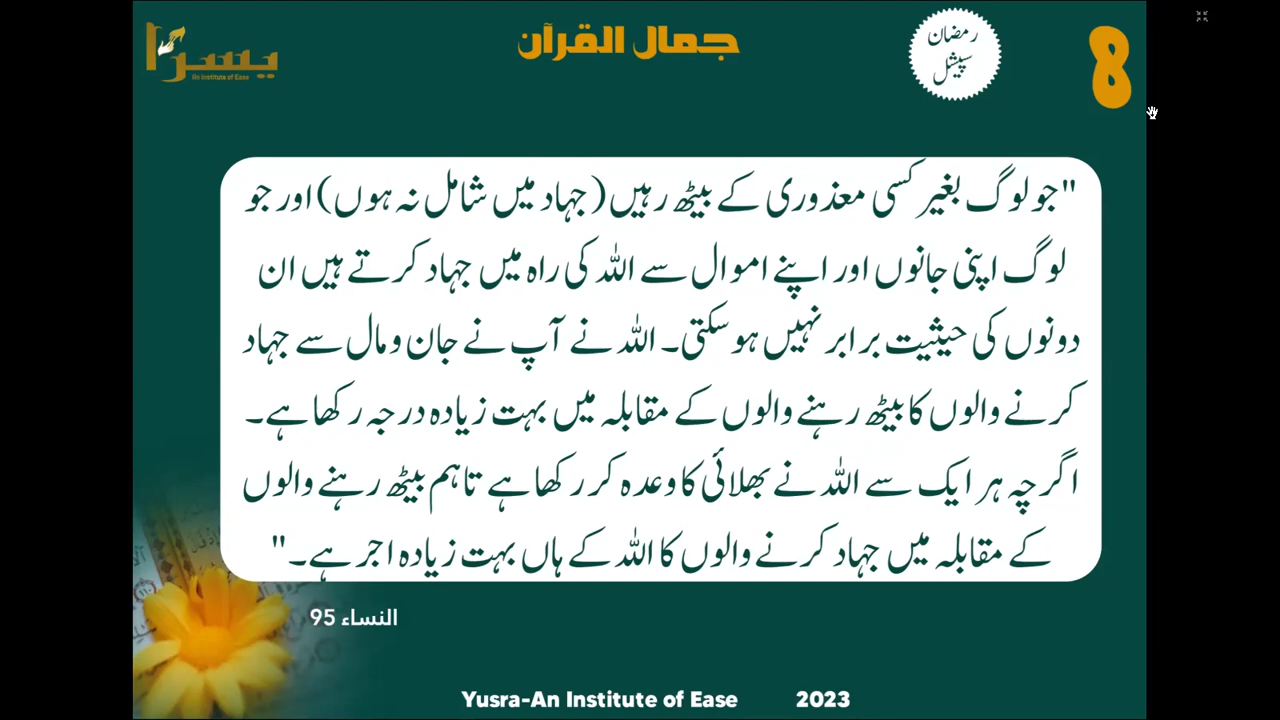 یسرا
An Institute of Ease
جمال القرآن
رمضان
سپیشل
8
"جو لوگ بغیر کسی معذوری کے بیٹھ رہیں (جہاد میں شامل نہ ہوں) اور جو
لوگ اپنی جانوں اور اپنے اموال سے اللہ کی راہ میں جہاد کرتے ہیں ان
دونوں کی حیثیت برابر نہیں ہو سکتی۔ اللہ نے آپ نے جان و مال سے جہاد
کرنے والوں کا بیٹھ رہنے والوں کے مقابلہ میں بہت زیادہ درجہ رکھا ہے۔
اگرچہ ہر ایک سے اللہ نے بھلائی کا وعدہ کر رکھا ہے تاہم بیٹھ رہنے والوں
کے مقابلہ میں جہاد کرنے والوں کا اللہ کے ہاں بہت زیادہ اجر ہے۔"
النساء 95
Yusra-An Institute of Ease 2023